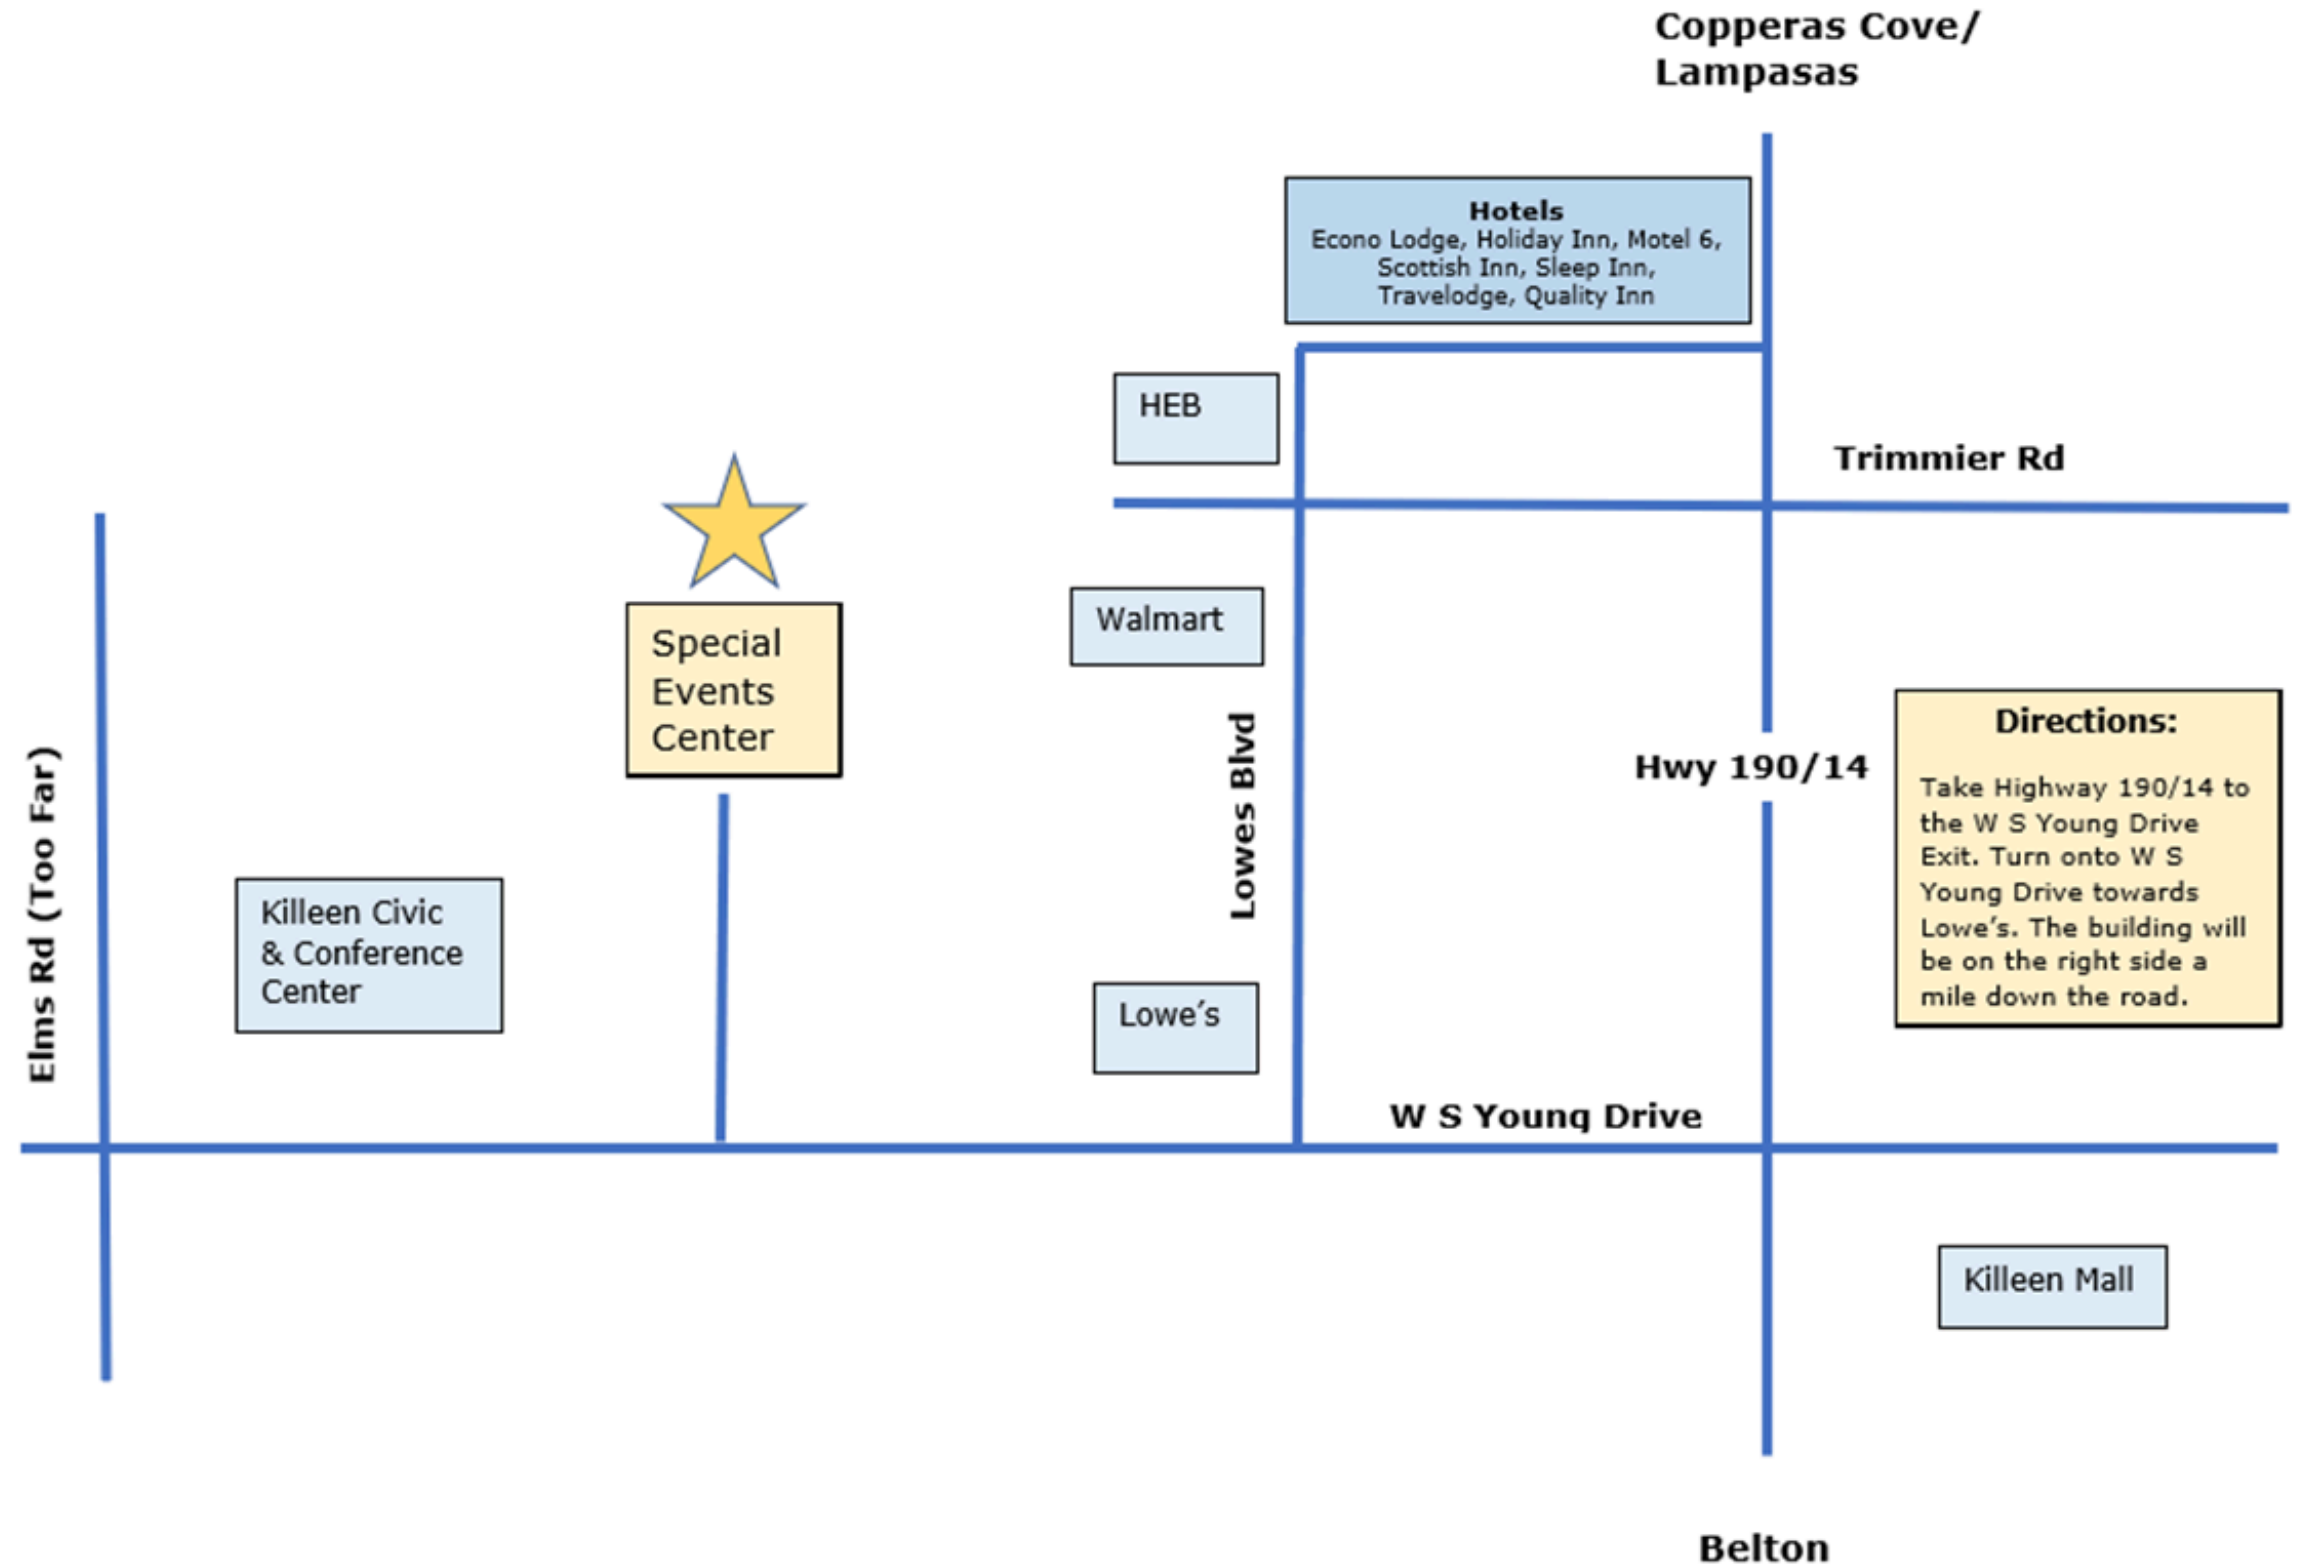 Copperas Cove/
Lampasas
Hotels
Econo Lodge, Holiday Inn, Motel 6,
Scottish Inn, Sleep Inn,
Travelodge, Quality Inn
HEB
Trimmier Rd
Special
Events
Center
Walmart
Lowes Blvd
Hwy 190/14
Directions:
Take Highway 190/14 to
the W S Young Drive
Exit. Turn onto W S
Young Drive towards
Lowe’s. The building will
be on the right side a
mile down the road.
Elms Rd (Too Far)
Killeen Civic
& Conference
Center
Lowe’s
W S Young Drive
Killeen Mall
Belton